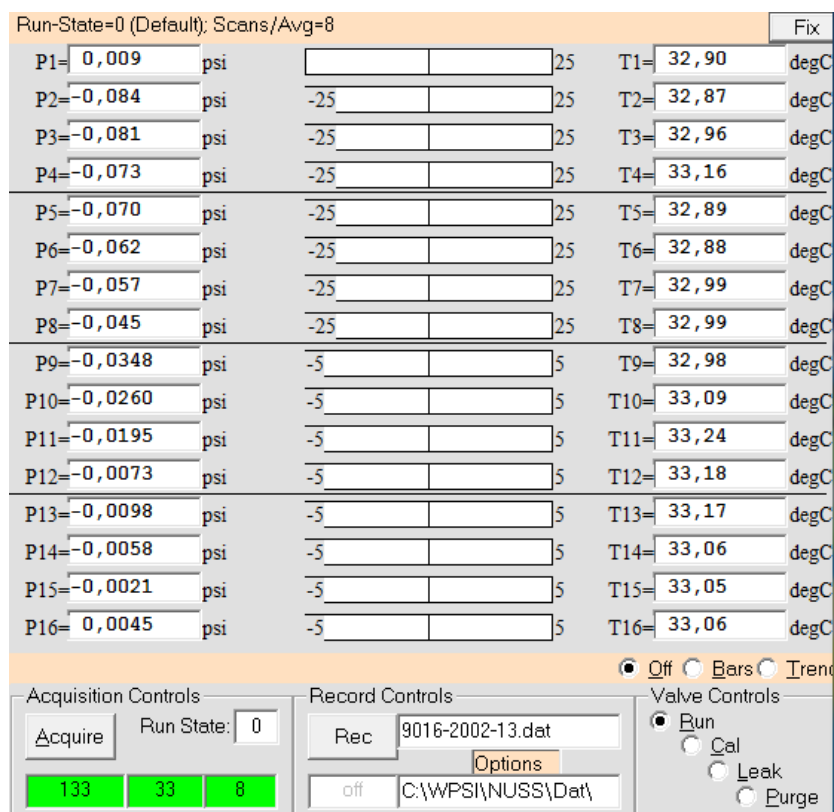 Run-State=0 (Default); Scans/Avg=8 Fix
P1= 0,009 psi 25 T1= 32,90 degC
P2= -0,084 psi -25 25 T2= 32,87 degC
P3= -0,081 psi -25 25 T3= 32,96 degC
P4= -0,073 psi -25 25 T4= 33,16 degC
P5= -0,070 psi -25 25 T5= 32,89 degC
P6= -0,062 psi -25 25 T6= 32,88 degC
P7= -0,057 psi -25 25 T7= 32,99 degC
P8= -0,045 psi -25 25 T8= 32,99 degC
P9= -0,0348 psi -5 5 T9= 32,98 degC
P10= -0,0260 psi -5 5 T10= 33,09 degC
P11= -0,0195 psi -5 5 T11= 33,24 degC
P12= -0,0073 psi -5 5 T12= 33,18 degC
P13= -0,0098 psi -5 5 T13= 33,17 degC
P14= -0,0058 psi -5 5 T14= 33,06 degC
P15= -0,0021 psi -5 5 T15= 33,05 degC
P16= 0,0045 psi -5 5 T16= 33,06 degC
Off Bars Trend
Acquisition Controls
Acquire Run State: 0
133 33 8
Record Controls
Rec 9016-2002-13.dat
Options
off C:\WPSI\NUSS\Dat\
Valve Controls
Run
Cal
Leak
Purge